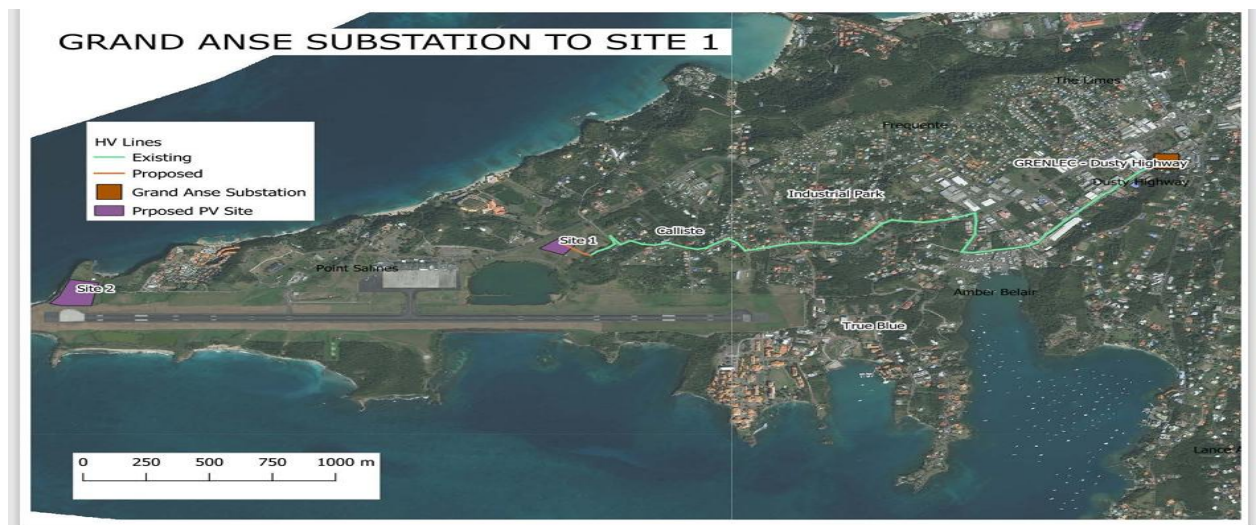 GRAND ANSE SUBSTATION TO SITE 1
HV Lines
Existing
Proposed
Grand Anse Substation
Prposed PV Site
The Limes
Frequente
GRENLEC - Dusty Highway
Dusty Highway
Industrial Park
Calliste
Site 1
Point Salines
Site 2
Amber Belair
True Blue
0 250 500 750 1000 m